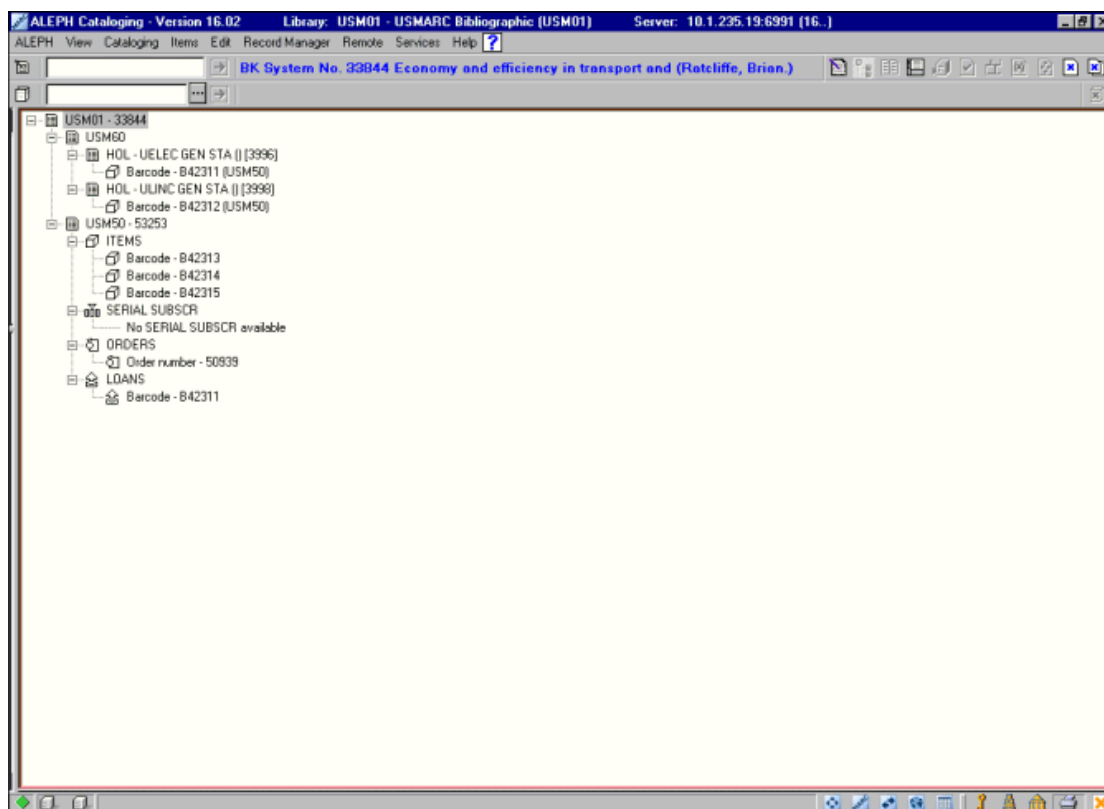 ALEPH Cataloging - Version 16.02 Library: USM01 - USMARC Bibliographic (USM01) Server: 10.1.235.19:6991 (16..)
ALEPH View Cataloging Items Edit Record Manager Remote Services Help ?
BK System No. 33844 Economy and efficiency in transport and (Ratcliffe, Brian.)
...
USM01 - 33844
USM60
HOL - UELEC GEN STA () [3996]
Barcode - B42311 (USM50)
HOL - ULINC GEN STA () [3998]
Barcode - B42312 (USM50)
USM50 - 53253
ITEMS
Barcode - B42313
Barcode - B42314
Barcode - B42315
SERIAL SUBSCR
No SERIAL SUBSCR available
ORDERS
Order number - 50939
LOANS
Barcode - B42311